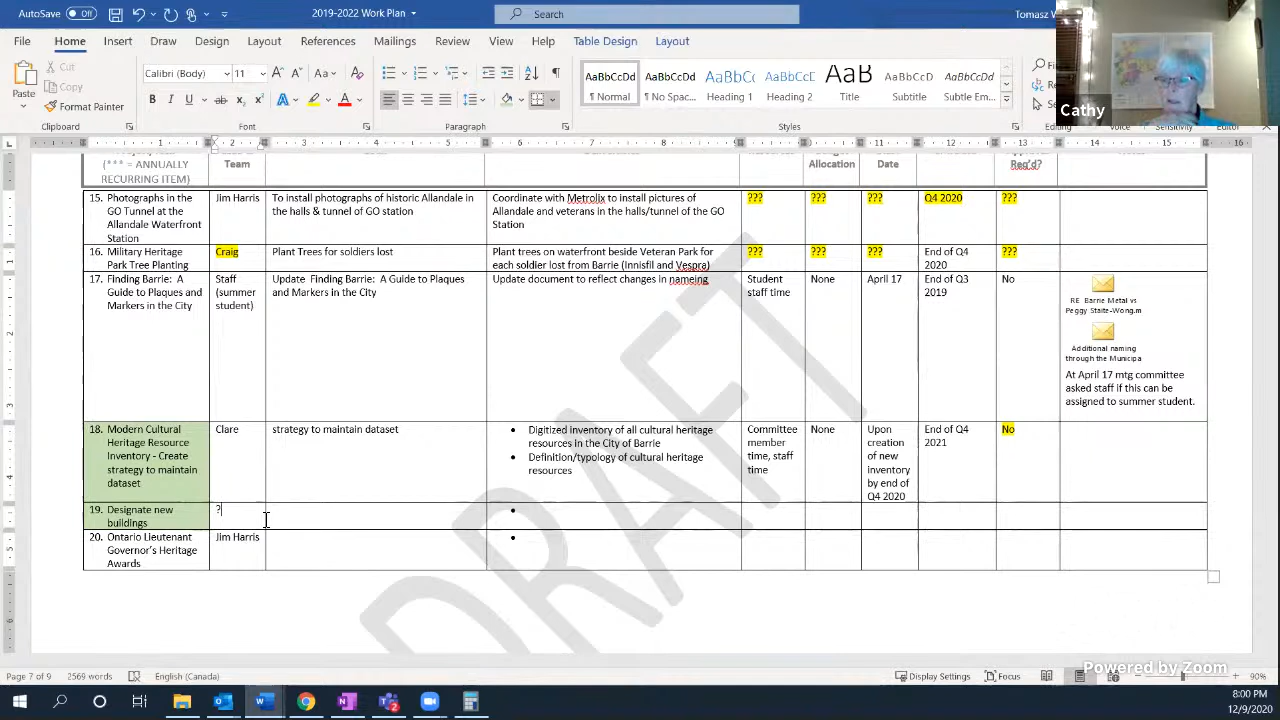 AutoSave Off 2019-2022 Work Plan Tomasz W
File Home Insert Draw Design Layout References Mailings Review View Help Table Design Layout
Cut
Copy
Paste
Format Painter
Clipboard
Calibri (Body) 11
Font
Paragraph
AaBbCcDd AaBbCcDd AaBbCc AaBbCcD AaB AaBbCcD AaBbCcDd
¶ Normal ¶ No Spac... Heading 1 Heading 2 Title Subtitle Subtle Em...
Styles
Cathy
(*** = ANNUALLY
RECURRING ITEM)
Team
Allocation
Date
Req'd?
15. Photographs in the
GO Tunnel at the
Allandale Waterfront
Station
Jim Harris
To install photographs of historic Allandale in
the halls & tunnel of GO station
Coordinate with Metrolix to install pictures of
Allandale and veterans in the halls/tunnel of the GO
Station
??? ??? ??? Q4 2020 ???
16. Military Heritage
Park Tree Planting
Craig
Plant Trees for soldiers lost
Plant trees on waterfront beside Veteran Park for
each soldier lost from Barrie (Innisfil and Vespra)
??? ??? ??? End of Q4
2020
???
17. Finding Barrie: A
Guide to Plaques and
Markers in the City
Staff
(summer
student)
Update Finding Barrie: A Guide to Plaques
and Markers in the City
Update document to reflect changes in nameing
Student
staff time
None
April 17
End of Q3
2019
No
RE Barrie Metal vs
Peggy Staite-Wong.m
Additional naming
through the Municipa
At April 17 mtg committee
asked staff if this can be
assigned to summer student.
18. Modern Cultural
Heritage Resource
Inventory - Create
strategy to maintain
dataset
Clare
strategy to maintain dataset
• Digitized inventory of all cultural heritage
resources in the City of Barrie
• Definition/typology of cultural heritage
resources
Committee
member
time, staff
time
None
Upon
creation
of new
inventory
by end of
Q4 2020
End of Q4
2021
No
19. Designate new
buildings
?
•
20. Ontario Lieutenant
Governor's Heritage
Awards
Jim Harris
•
DRAFT
Powered by Zoom
Page 7 of 9 2569 words English (Canada) Display Settings Focus 90%
8:00 PM
12/9/2020